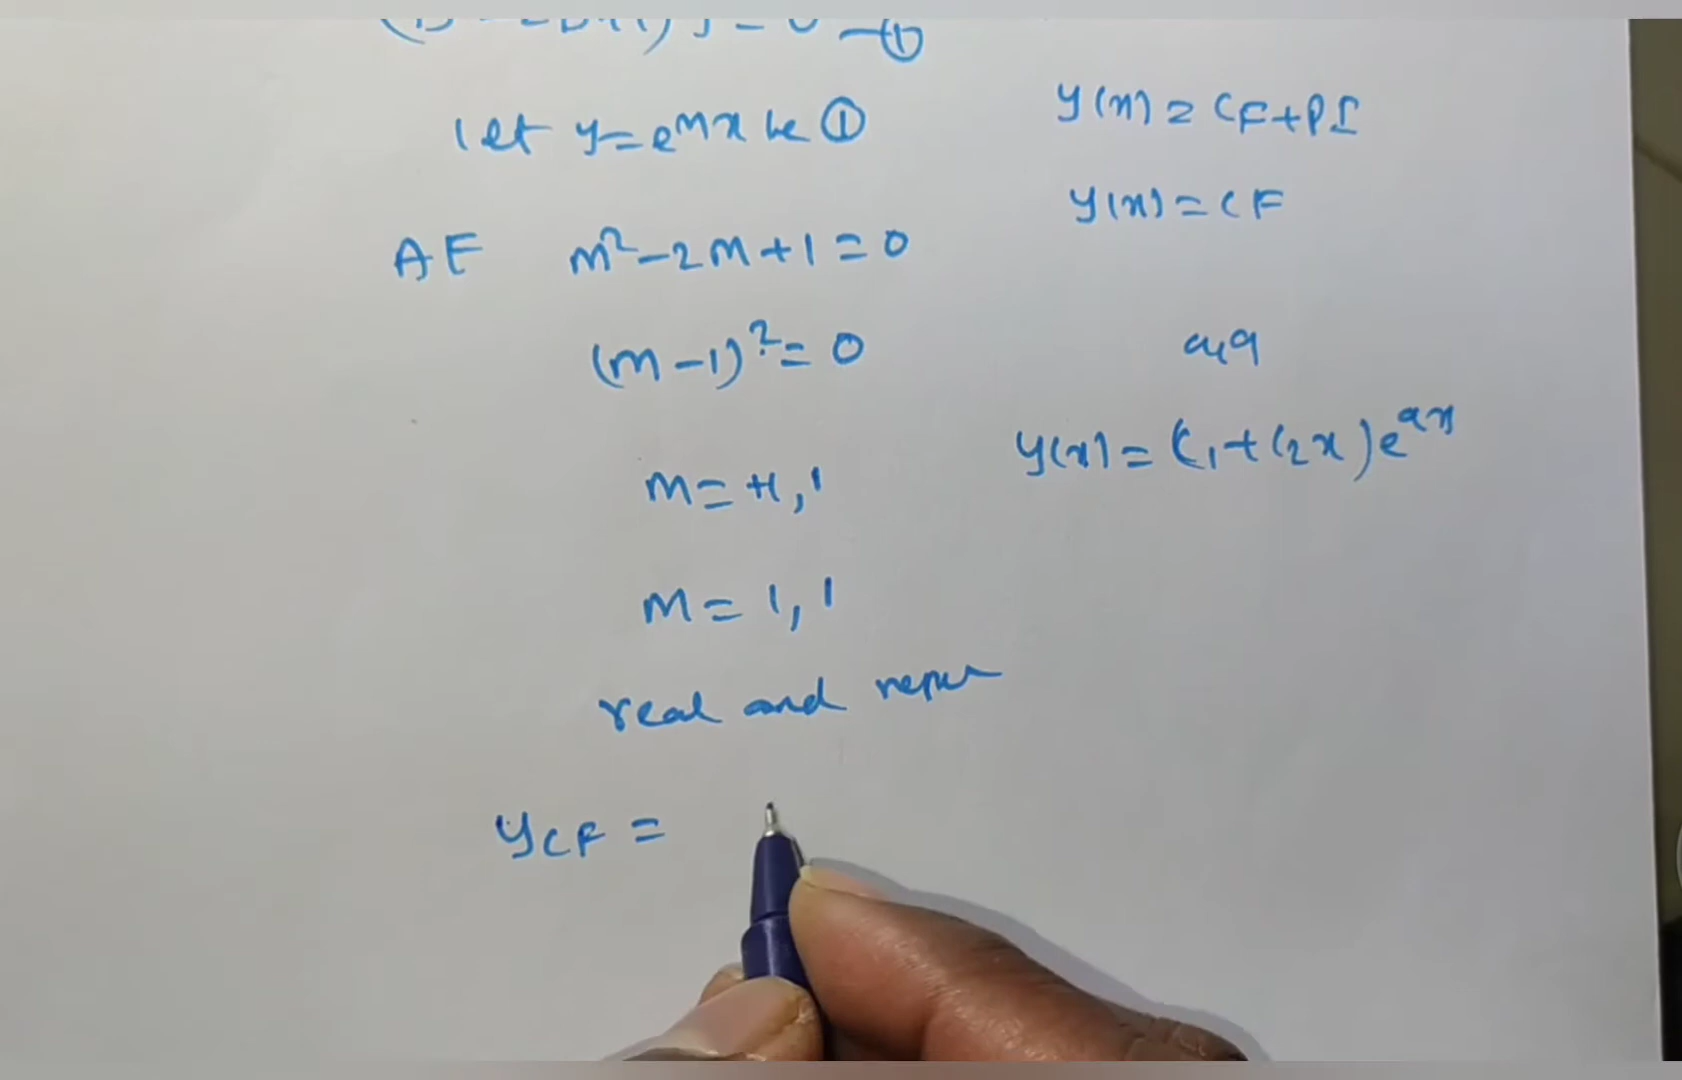 let y=e^mx be ①
AE m²-2m+1=0
(m-1)²=0
m=+1,1
m=1,1
real and
y_CF =
y(x)=CF+PI
y(x)=CF
a,a
y(x)=(C₁+C₂x)e^ax